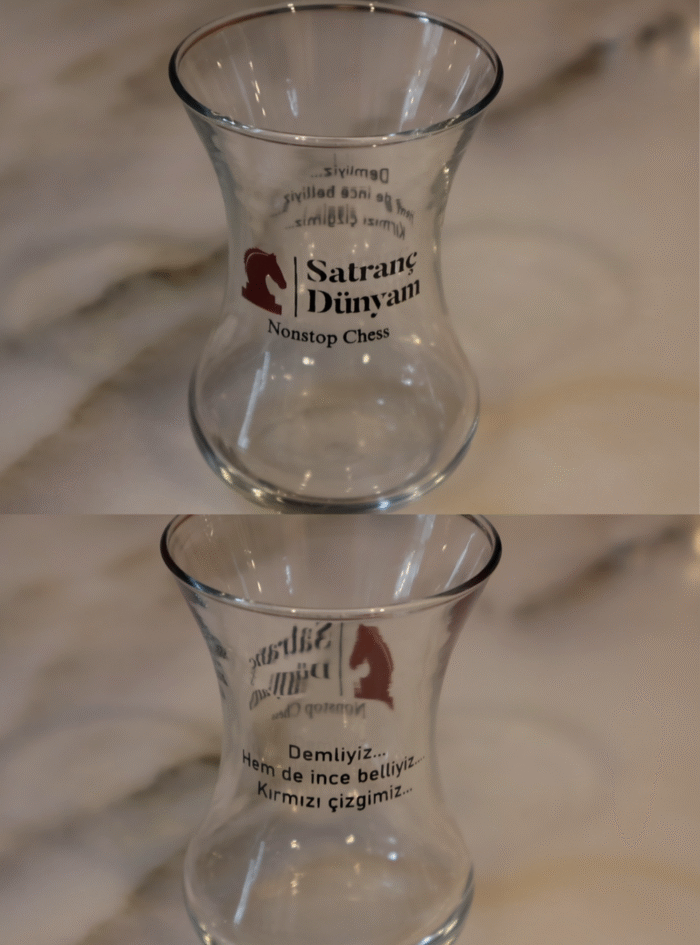 Satranç
Dünyam
Nonstop Chess
Demliyiz...
Hem de ince belliyiz...
Kırmızı çizgimiz...